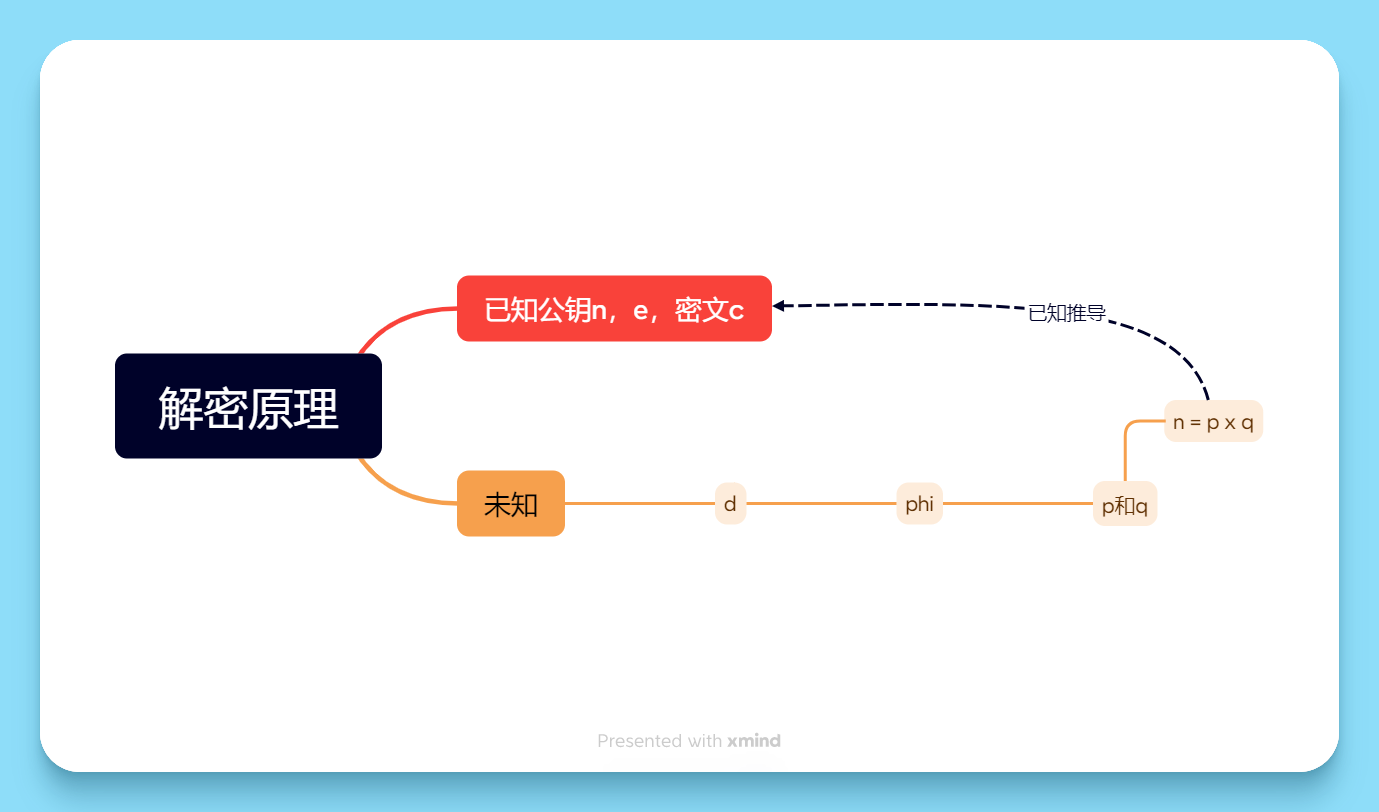 解密原理
已知公钥n，e，密文c
已知推导
n = p x q
未知
d
phi
p和q
Presented with xmind